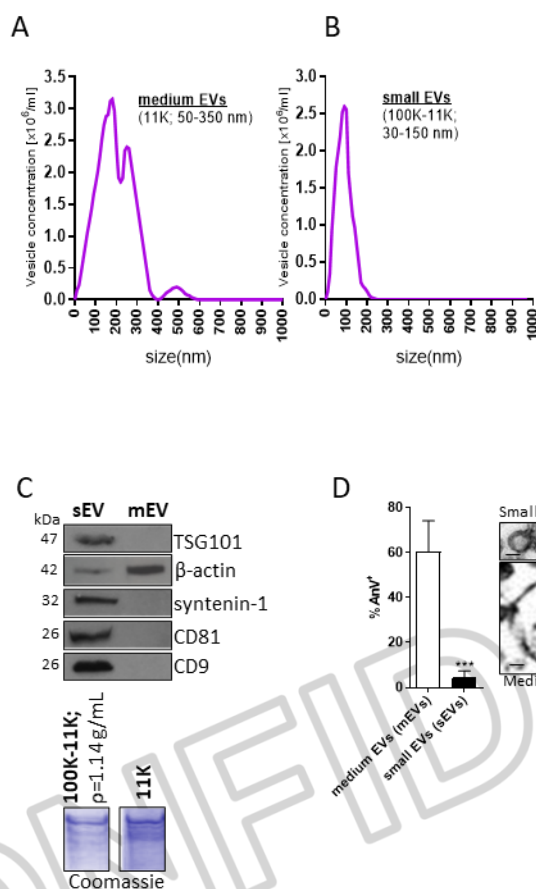 A
B
Vesicle concentration [x10⁶/ml]
3.5
3.0
2.5
2.0
1.5
1.0
0.5
0.0
medium EVs
(11K; 50-350 nm)
0 100 200 300 400 500 600 700 800 900 1000
size(nm)
Vesicle concentration [x10⁶/ml]
3.0
2.5
2.0
1.5
1.0
0.5
0.0
small EVs
(100K-11K;
30-150 nm)
0 100 200 300 400 500 600 700 800 900 1000
size(nm)
C
sEV mEV
kDa
47 TSG101
42 β-actin
32 syntenin-1
26 CD81
26 CD9
100K-11K;
ρ=1.14g/mL
11K
Coomassie
D
% AnV⁺
80
60
40
20
0
***
medium EVs (mEVs)
small EVs (sEVs)
Small
Medi
NFID